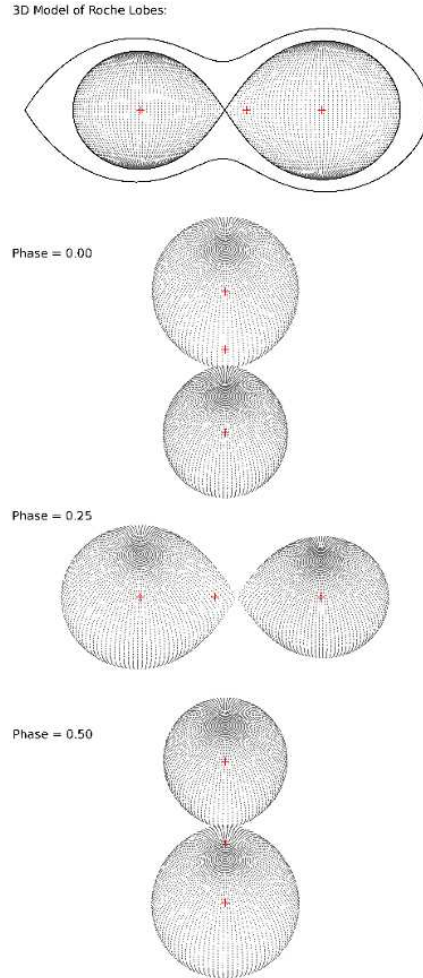 3D Model of Roche Lobes:
Phase = 0.00
Phase = 0.25
Phase = 0.50